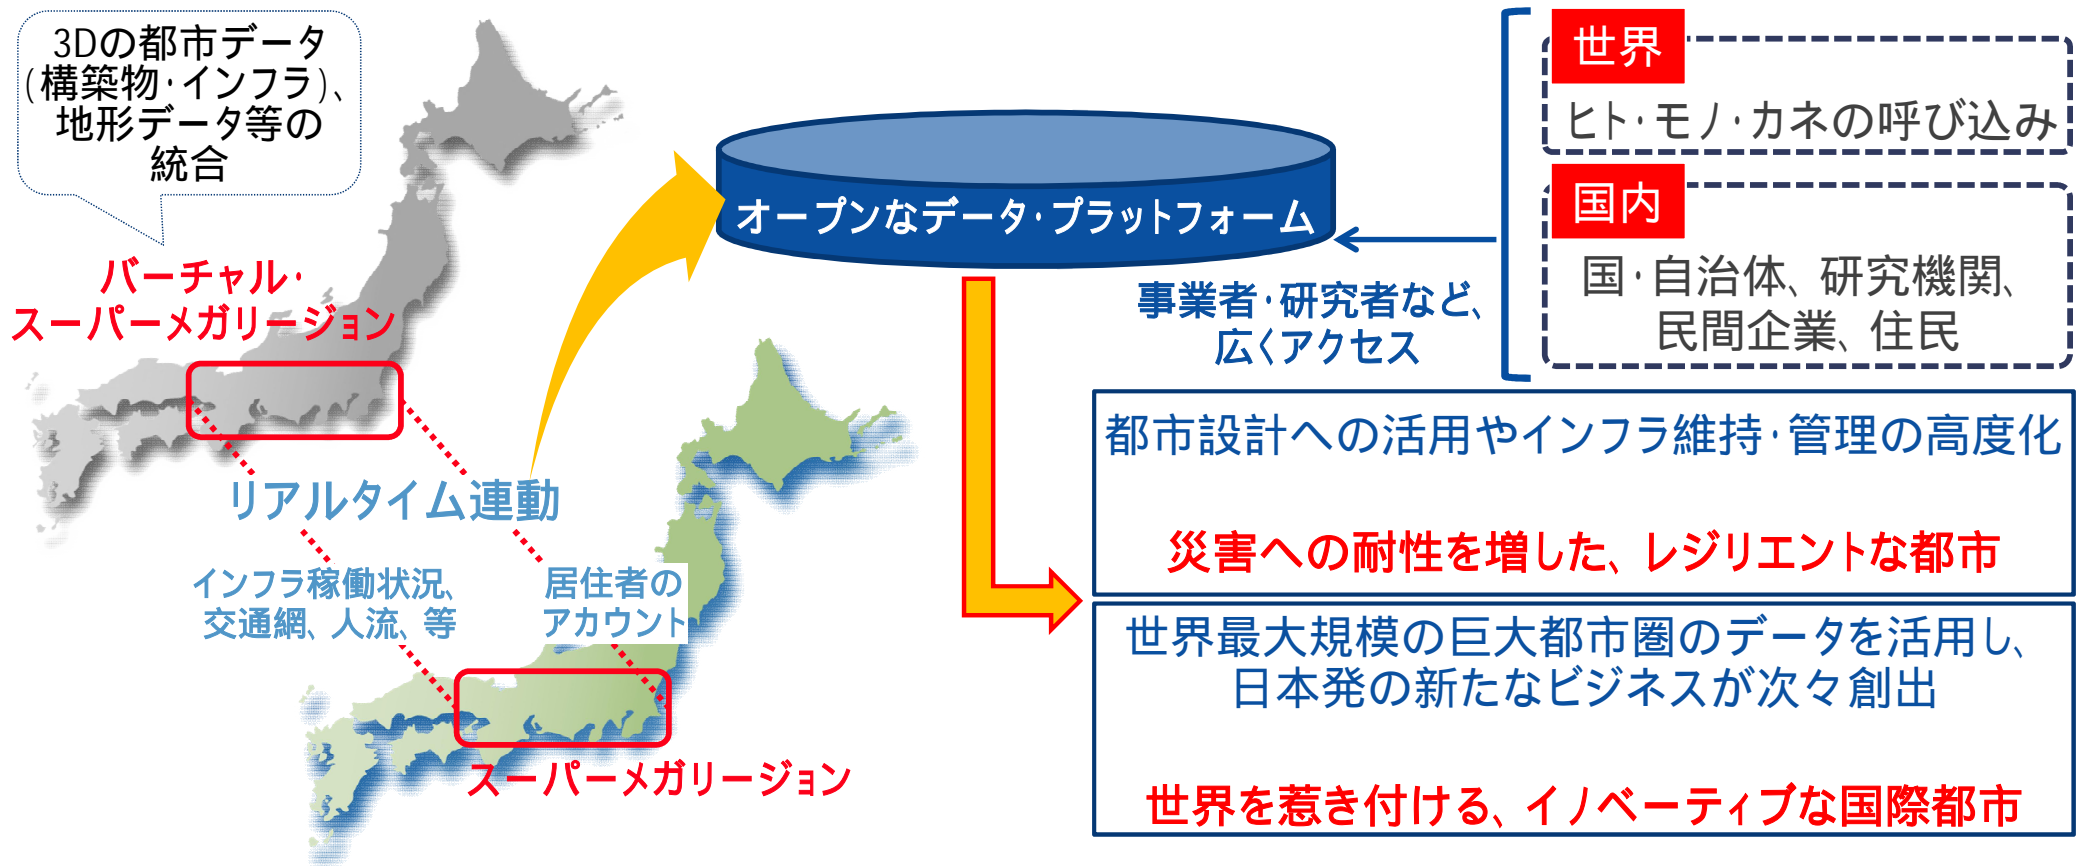 3Dの都市データ
(構築物・インフラ)、
地形データ等の
統合
バーチャル・
スーパーメガリージョン
リアルタイム連動
インフラ稼働状況、
交通網、人流、等
居住者の
アカウント
スーパーメガリージョン
オープンなデータ・プラットフォーム
事業者・研究者など、
広くアクセス
世界
ヒト・モノ・カネの呼び込み
国内
国・自治体、研究機関、
民間企業、住民
都市設計への活用やインフラ維持・管理の高度化
災害への耐性を増した、レジリエントな都市
世界最大規模の巨大都市圏のデータを活用し、
日本発の新たなビジネスが次々創出
世界を惹き付ける、イノベーティブな国際都市